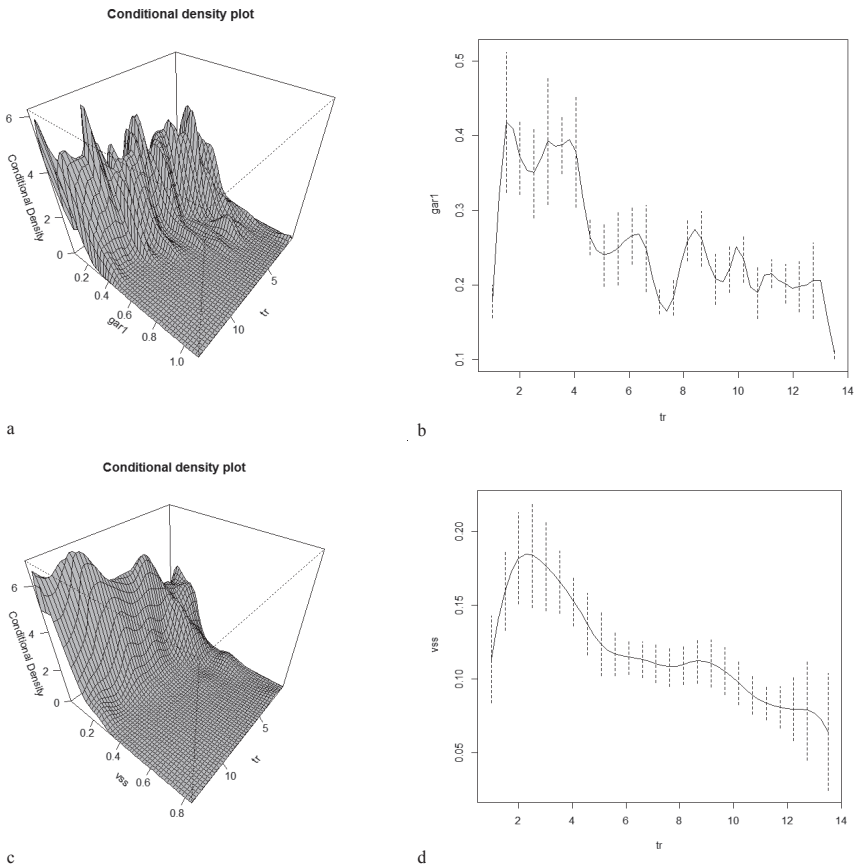 Conditional density plot
6
4
2
0
Conditional Density
0.2
0.4
0.6
0.8
1.0
gar1
5
10
tr
a
0.5
0.4
0.3
0.2
0.1
gar1
2 4 6 8 10 12 14
tr
b
Conditional density plot
6
4
2
0
Conditional Density
0.2
0.4
0.6
0.8
vss
5
10
tr
c
0.20
0.15
0.10
0.05
vss
2 4 6 8 10 12 14
tr
d